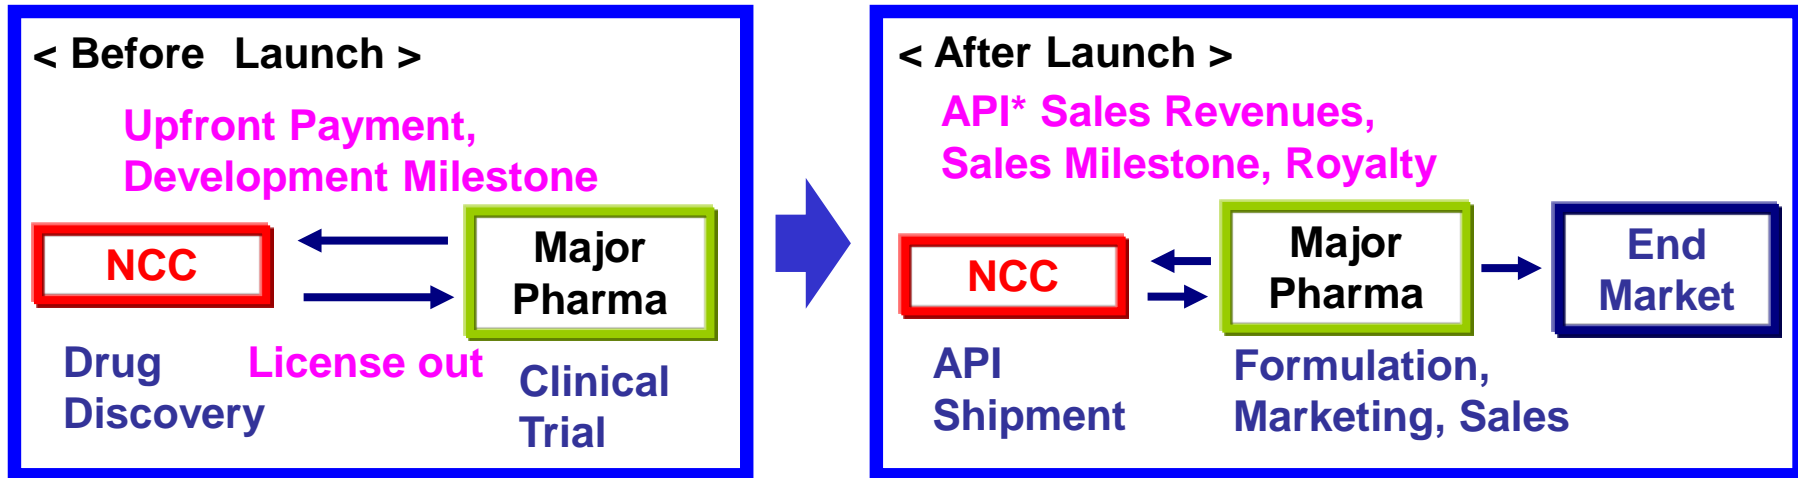 < Before Launch >
Upfront Payment,
Development Milestone
NCC
Major
Pharma
Drug
Discovery
License out
Clinical
Trial
< After Launch >
API* Sales Revenues,
Sales Milestone, Royalty
NCC
Major
Pharma
End
Market
API
Shipment
Formulation,
Marketing, Sales